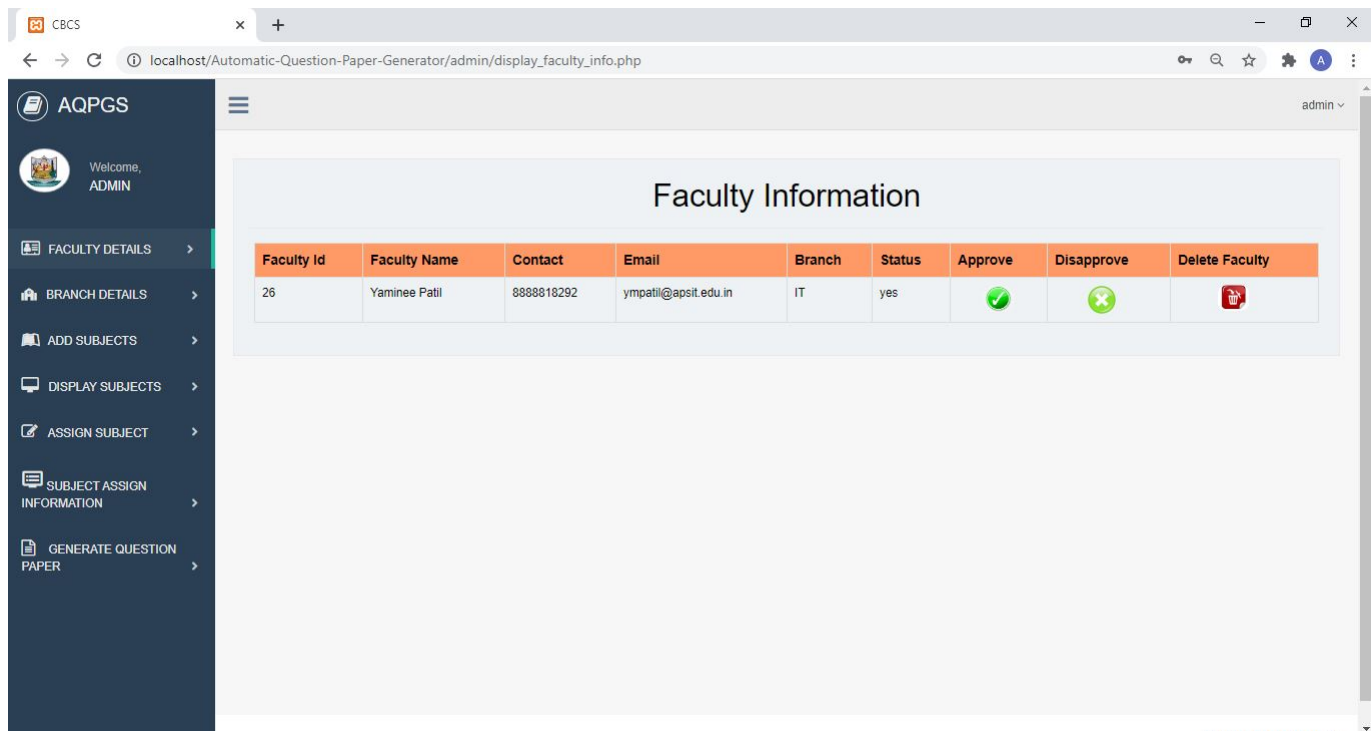 CBCS
localhost/Automatic-Question-Paper-Generator/admin/display_faculty_info.php
A
AQPGS
admin
Welcome,
ADMIN
FACULTY DETAILS
BRANCH DETAILS
ADD SUBJECTS
DISPLAY SUBJECTS
ASSIGN SUBJECT
SUBJECT ASSIGN
INFORMATION
GENERATE QUESTION
PAPER
Faculty Information
Faculty Id Faculty Name Contact Email Branch Status Approve Disapprove Delete Faculty
26 Yaminee Patil 8888818292 ympatil@apsit.edu.in IT yes